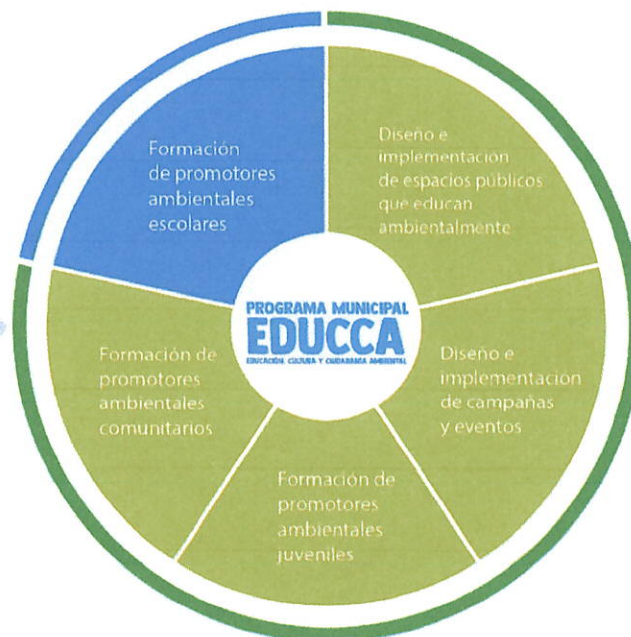 Formación
de promotores
ambientales
escolares
Diseño e
implementación
de espacios públicos
que educan
ambientalmente
PROGRAMA MUNICIPAL
EDUCCA
EDUCACIÓN, CULTURA Y CIUDADANÍA AMBIENTAL
Formación de
promotores
ambientales
comunitarios
Diseño e
implementación
de campañas
y eventos
Formación de
promotores
ambientales
juveniles